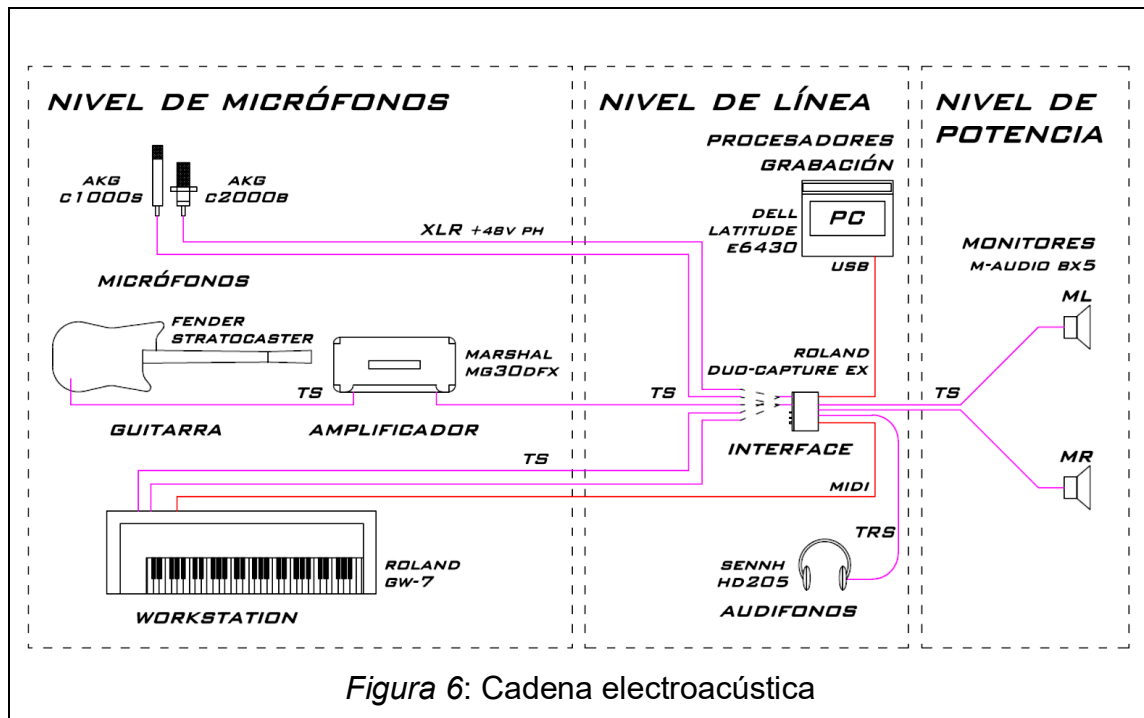 NIVEL DE MICRÓFONOS
AKG
C1000S
AKG
C2000B
XLR +48V PH
MICRÓFONOS
FENDER
STRATOCASTER
MARSHAL
MG30DFX
TS
TS
GUITARRA
AMPLIFICADOR
TS
ROLAND
GW-7
WORKSTATION
NIVEL DE LÍNEA
PROCESADORES
GRABACIÓN
PC
DELL
LATITUDE
E6430
USB
ROLAND
DUO-CAPTURE EX
INTERFACE
MIDI
TRS
SENNH
HD205
AUDIFONOS
NIVEL DE
POTENCIA
MONITORES
M-AUDIO BX5
ML
TS
MR
Figura 6: Cadena electroacústica